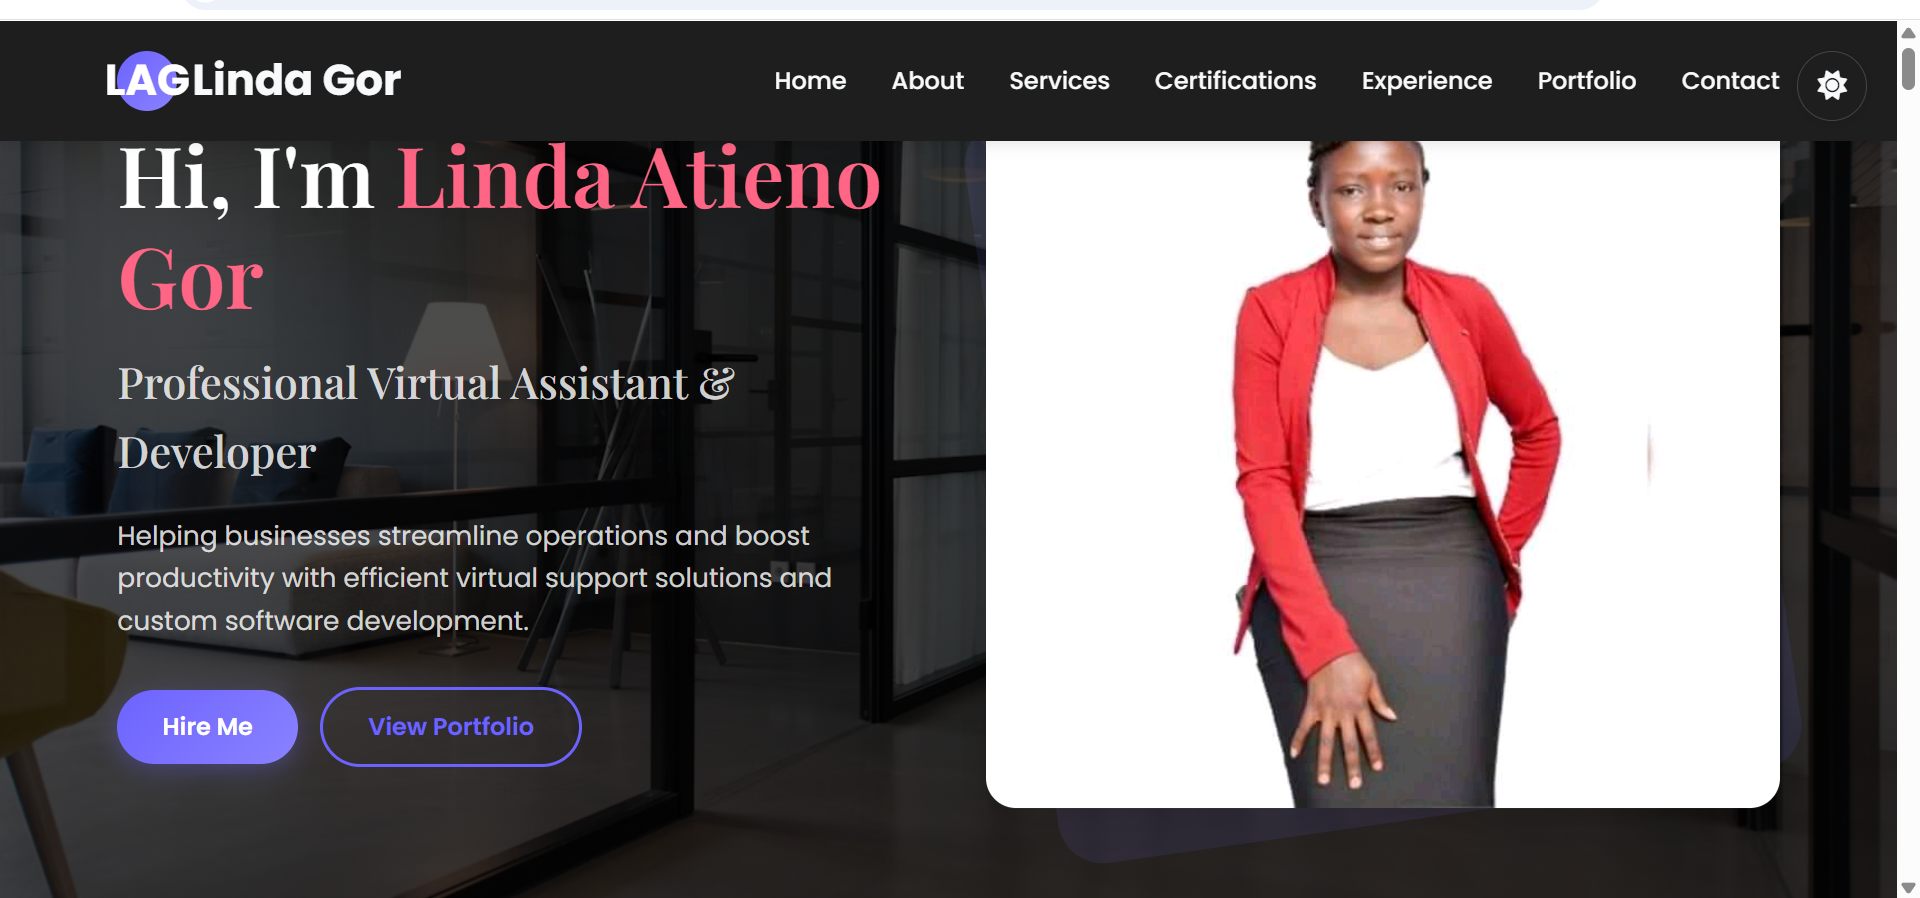 LAG Linda Gor
Home About Services Certifications Experience Portfolio Contact
Hi, I'm Linda Atieno
Gor
Professional Virtual Assistant &
Developer
Helping businesses streamline operations and boost
productivity with efficient virtual support solutions and
custom software development.
Hire Me View Portfolio